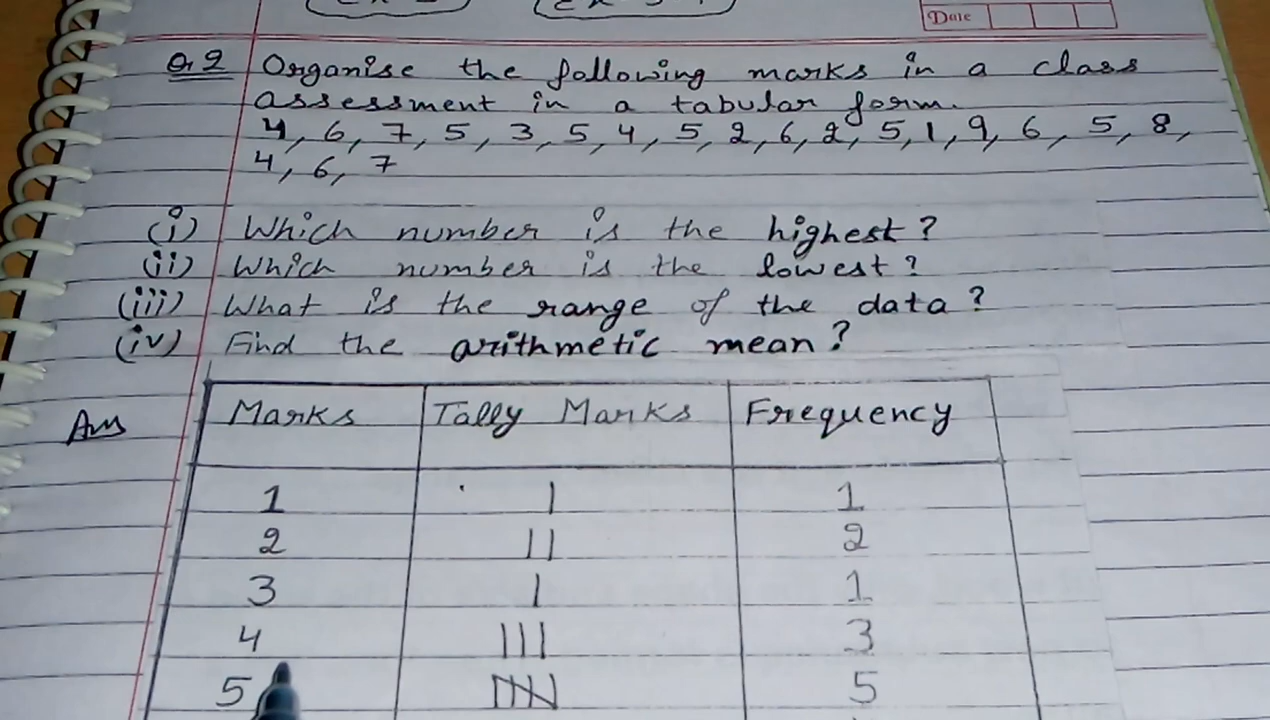 Date
Q.2 Organise the following marks in a class
assessment in a tabular form.
4, 6, 7, 5, 3, 5, 4, 5, 2, 6, 2, 5, 1, 9, 6, 5, 8,
4, 6, 7
(i) Which number is the highest?
(ii) Which number is the lowest?
(iii) What is the range of the data?
(iv) Find the arithmetic mean?
Ans
Marks Tally Marks Frequency
1 | 1
2 || 2
3 | 1
4 ||| 3
5 𝍸 5